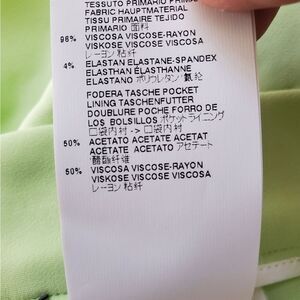 TESSUTO PRIMARIO PRIMA
FABRIC HAUPTMATERIAL
TISSU PRIMAIRE TEJIDO
PRIMARIO 面料
96% VISCOSA VISCOSE-RAYON
VISKOSE VISCOSE VISCOSA
レーヨン 粘纤
4% ELASTAN ELASTANE-SPANDEX
ELASTHAN ÉLASTHANNE
ELASTANO ポリウレタン 氨纶
FODERA TASCHE POCKET
LINING TASCHENFUTTER
DOUBLURE POCHE FORRO DE
LOS BOLSILLOS ポケットライニング
口袋内衬 -> 口袋内衬
50% ACETATO ACETATE ACETAT
ACÉTATE ACETATO アセテート
醋酯纤维
50% VISCOSA VISCOSE-RAYON
VISKOSE VISCOSE VISCOSA
レーヨン 粘纤